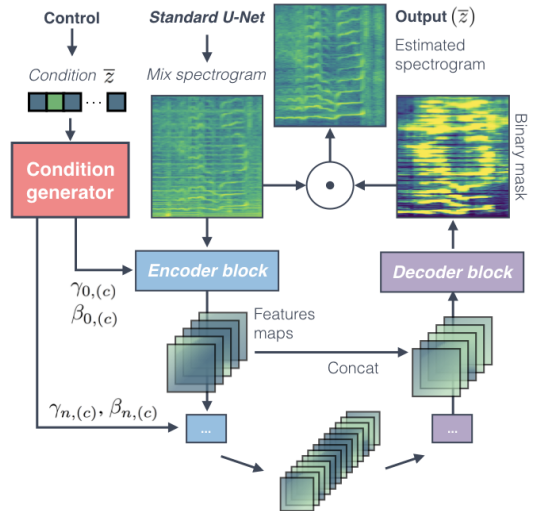 Control
Standard U-Net
Output (z̅)
Condition z̅
Mix spectrogram
Estimated
spectrogram
...
Condition
generator
Binary mask
Encoder block
Decoder block
γ₀,(c)
β₀,(c)
Features
maps
Concat
γₙ,(c), βₙ,(c)
...
...